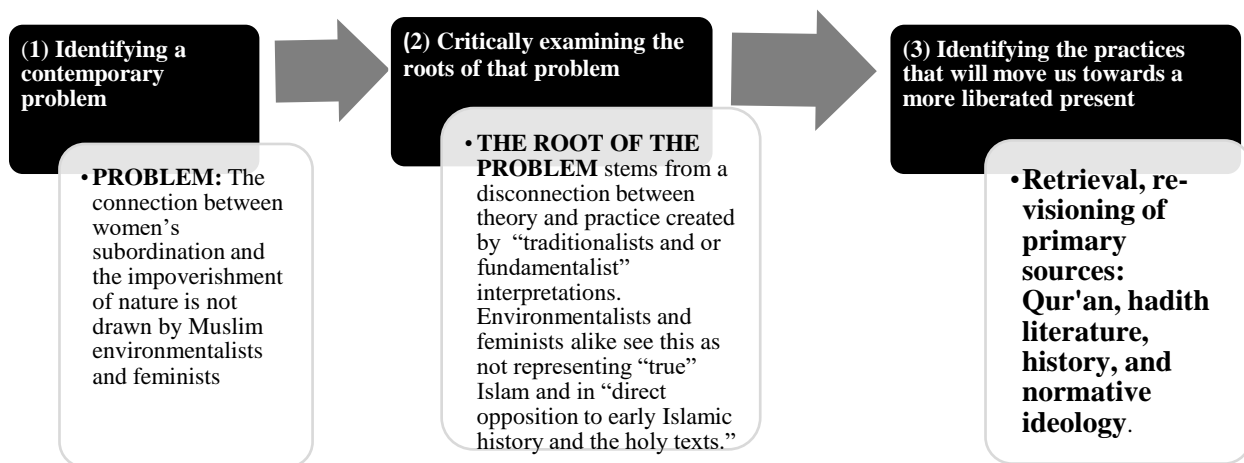 (1) Identifying a
contemporary
problem
• PROBLEM: The
connection between
women’s
subordination and
the impoverishment
of nature is not
drawn by Muslim
environmentalists
and feminists
(2) Critically examining the
roots of that problem
• THE ROOT OF THE
PROBLEM stems from a
disconnection between
theory and practice created
by “traditionalists and or
fundamentalist”
interpretations.
Environmentalists and
feminists alike see this as
not representing “true”
Islam and in “direct
opposition to early Islamic
history and the holy texts.”
(3) Identifying the practices
that will move us towards a
more liberated present
• Retrieval, re-
visioning of
primary
sources:
Qur'an, hadith
literature,
history, and
normative
ideology.